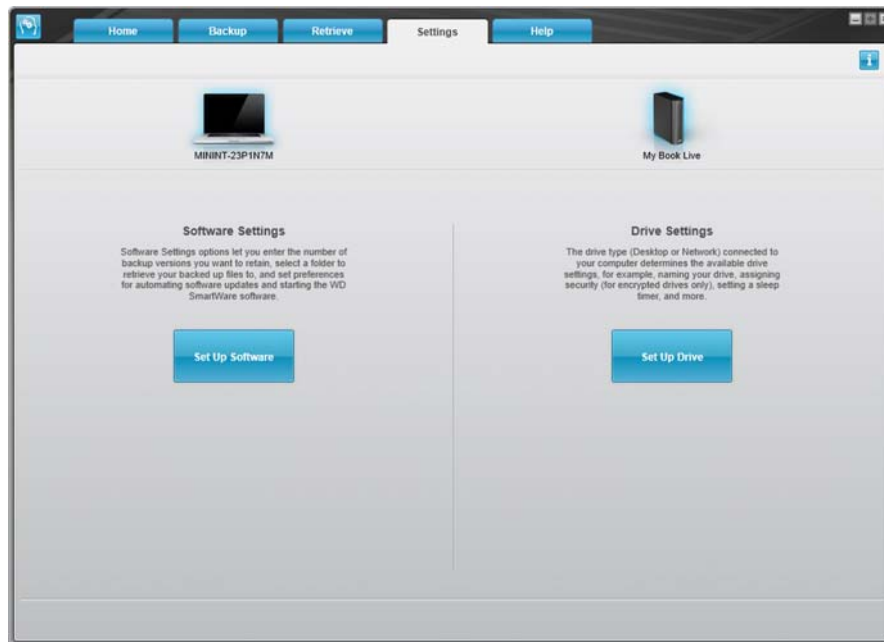 Home Backup Retrieve Settings Help
MININT-23P1N7M
My Book Live
Software Settings
Software Settings options let you enter the number of
backup versions you want to retain, select a folder to
retrieve your backed up files to, and set preferences
for automating software updates and starting the WD
SmartWare software.
Set Up Software
Drive Settings
The drive type (Desktop or Network) connected to
your computer determines the available drive
settings, for example, naming your drive, assigning
security (for encrypted drives only), setting a sleep
timer, and more.
Set Up Drive